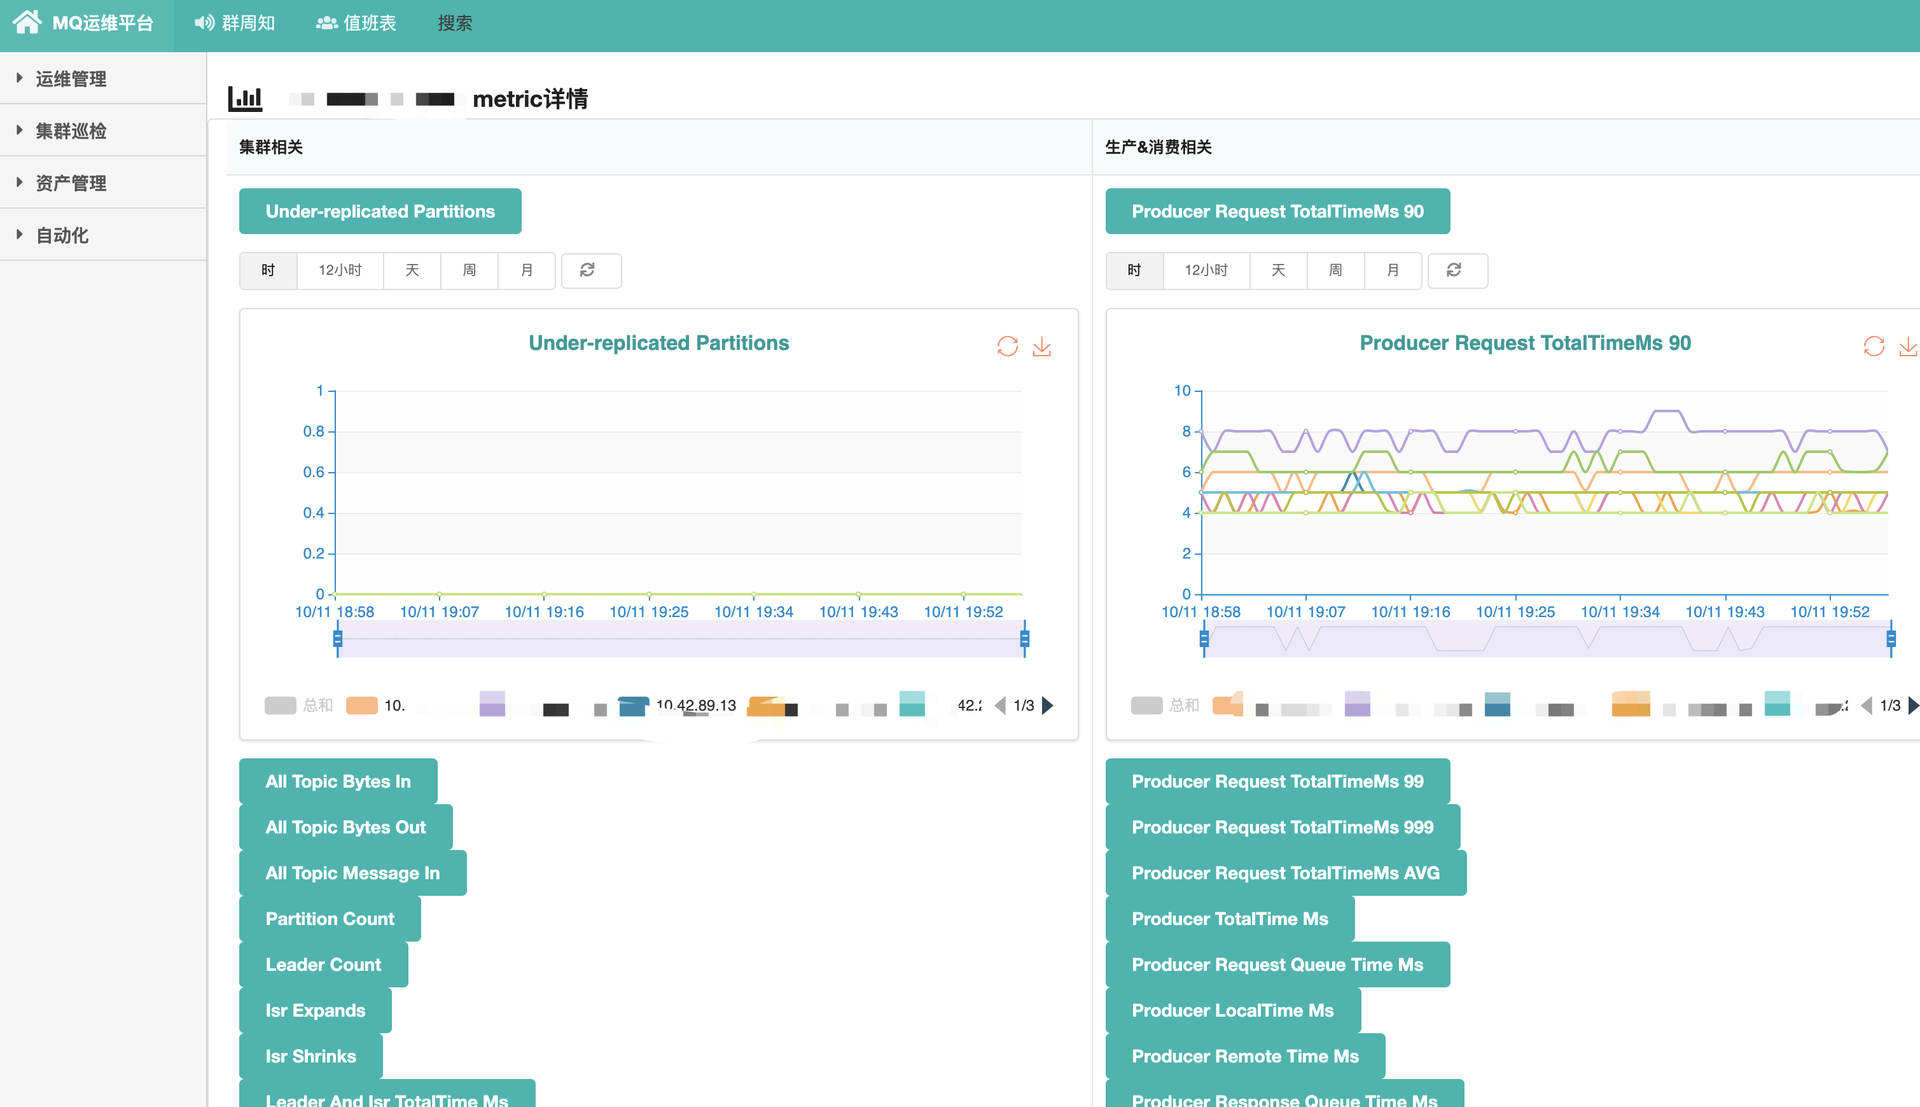 MQ运维平台
群周知
值班表
搜索
运维管理
集群巡检
资产管理
自动化
metric详情
集群相关
Under-replicated Partitions
时 12小时 天 周 月
Under-replicated Partitions
1
0.8
0.6
0.4
0.2
0
10/11 18:58 10/11 19:07 10/11 19:16 10/11 19:25 10/11 19:34 10/11 19:43 10/11 19:52
总和 10. 10.42.89.13 1/3
All Topic Bytes In
All Topic Bytes Out
All Topic Message In
Partition Count
Leader Count
Isr Expands
Isr Shrinks
Leader And Isr TotalTime Ms
生产&消费相关
Producer Request TotalTimeMs 90
时 12小时 天 周 月
Producer Request TotalTimeMs 90
10
8
6
4
2
0
10/11 18:58 10/11 19:07 10/11 19:16 10/11 19:25 10/11 19:34 10/11 19:43 10/11 19:52
总和 1/3
Producer Request TotalTimeMs 99
Producer Request TotalTimeMs 999
Producer Request TotalTimeMs AVG
Producer TotalTime Ms
Producer Request Queue Time Ms
Producer LocalTime Ms
Producer Remote Time Ms
Producer Response Queue Time Ms